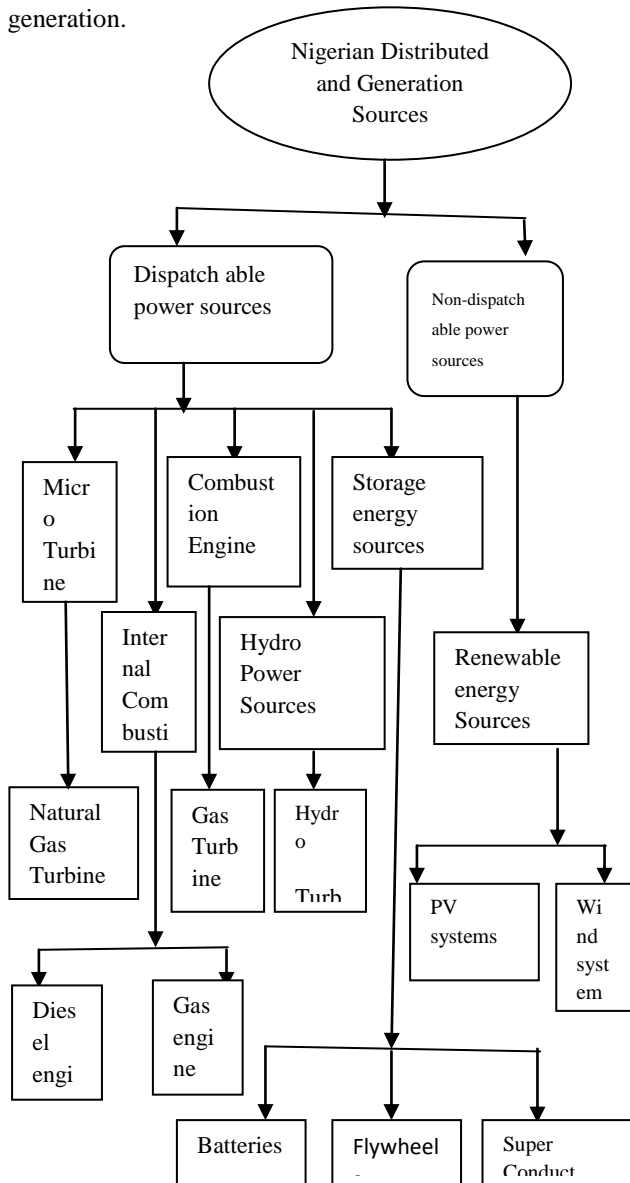 generation.
Nigerian Distributed
and Generation
Sources
Dispatch able
power sources
Non-dispatch
able power
sources
Micr
o
Turbi
ne
Combust
ion
Engine
Storage
energy
sources
Inter
nal
Com
busti
Hydro
Power
Sources
Renewable
energy
Sources
Natural
Gas
Turbine
Gas
Turb
ine
Hydr
o
Turb
PV
systems
Wi
nd
syst
em
Dies
el
engi
Gas
engi
ne
Batteries
Flywheel
Super
Conduct